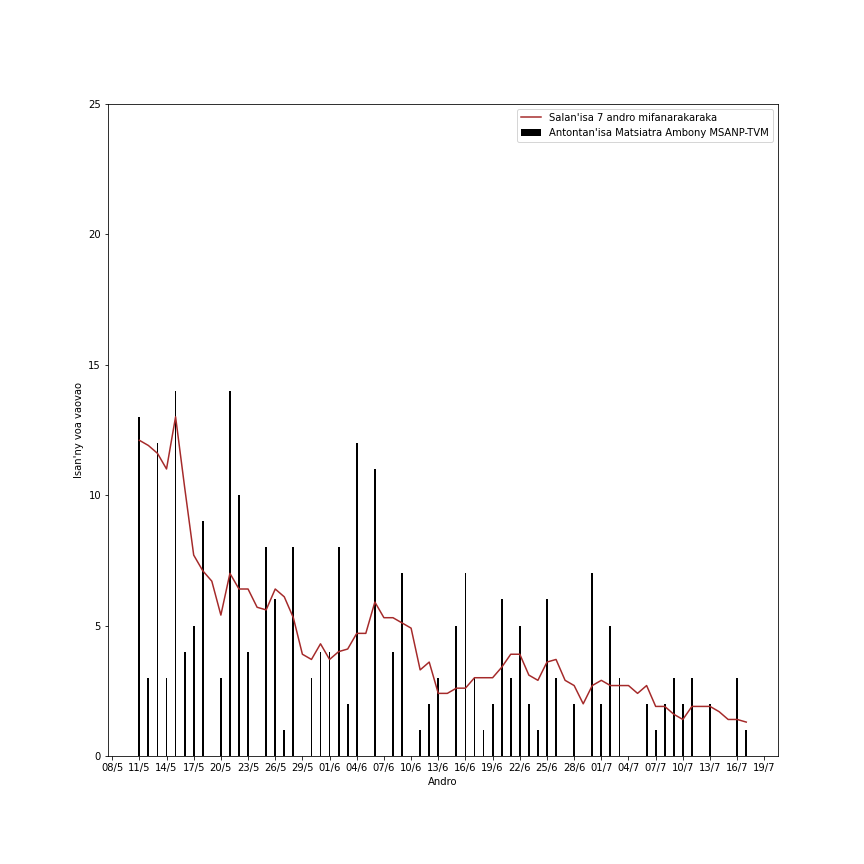 Salan'isa 7 andro mifanarakaraka
Antontan'isa Matsiatra Ambony MSANP-TVM
25
20
15
10
5
0
Isan'ny voa vaovao
08/5 11/5 14/5 17/5 20/5 23/5 26/5 29/5 01/6 04/6 07/6 10/6 13/6 16/6 19/6 22/6 25/6 28/6 01/7 04/7 07/7 10/7 13/7 16/7 19/7
Andro